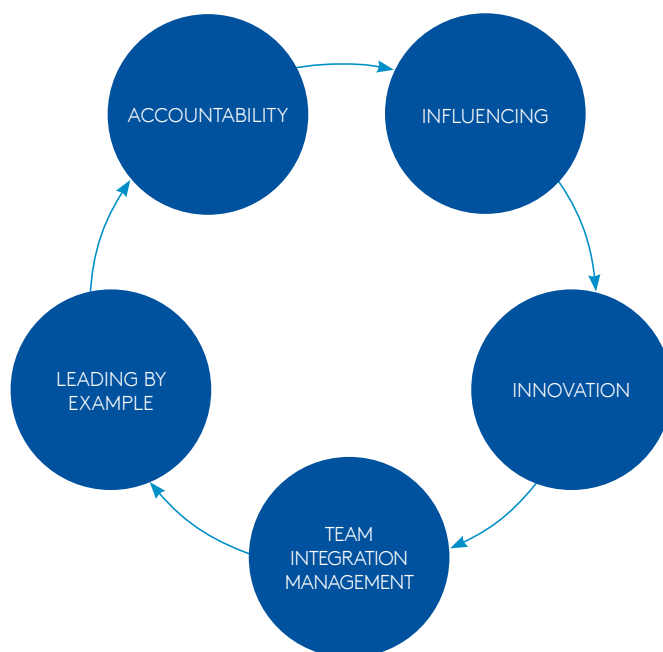 ACCOUNTABILITY
INFLUENCING
INNOVATION
TEAM
INTEGRATION
MANAGEMENT
LEADING BY
EXAMPLE